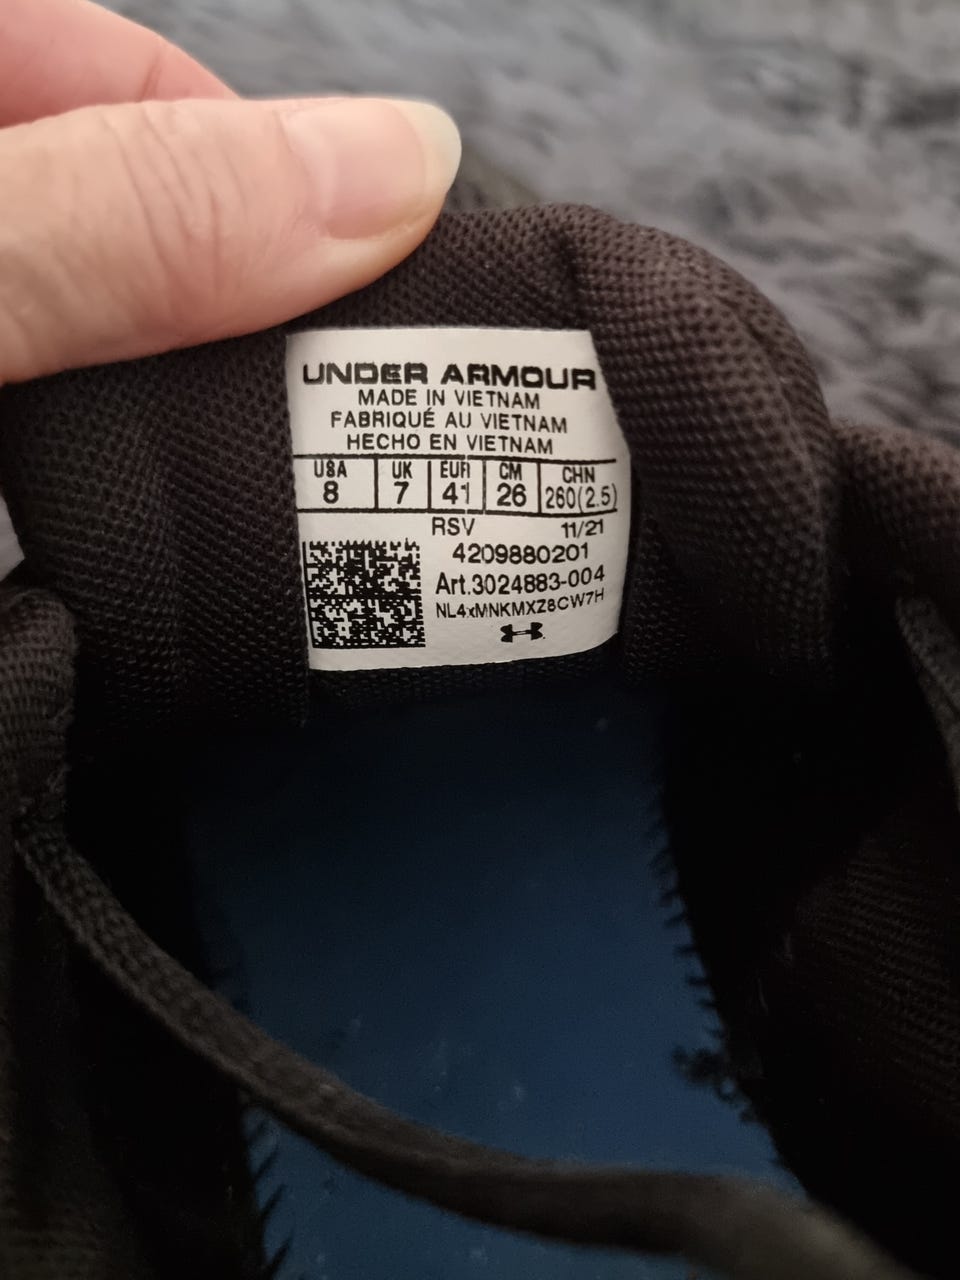 UNDER ARMOUR
MADE IN VIETNAM
FABRIQUÉ AU VIETNAM
HECHO EN VIETNAM
USA UK EUR CM CHN
8 7 41 26 260(2.5)
RSV 11/21
4209880201
Art.3024883-004
NL4xMNKMXZ8CW7H